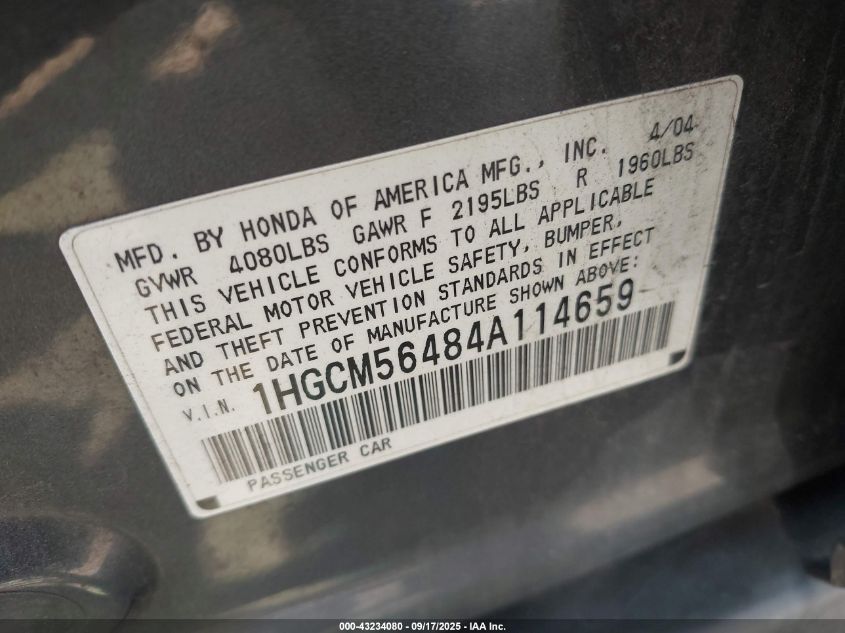 MFD. BY HONDA OF AMERICA MFG., INC. 4/04
GVWR 4080LBS GAWR F 2195LBS R 1960LBS
THIS VEHICLE CONFORMS TO ALL APPLICABLE
FEDERAL MOTOR VEHICLE SAFETY, BUMPER,
AND THEFT PREVENTION STANDARDS IN EFFECT
ON THE DATE OF MANUFACTURE SHOWN ABOVE:
V.I.N. 1HGCM56484A114659
PASSENGER CAR
000-43234080 - 09/17/2025 - IAA Inc.